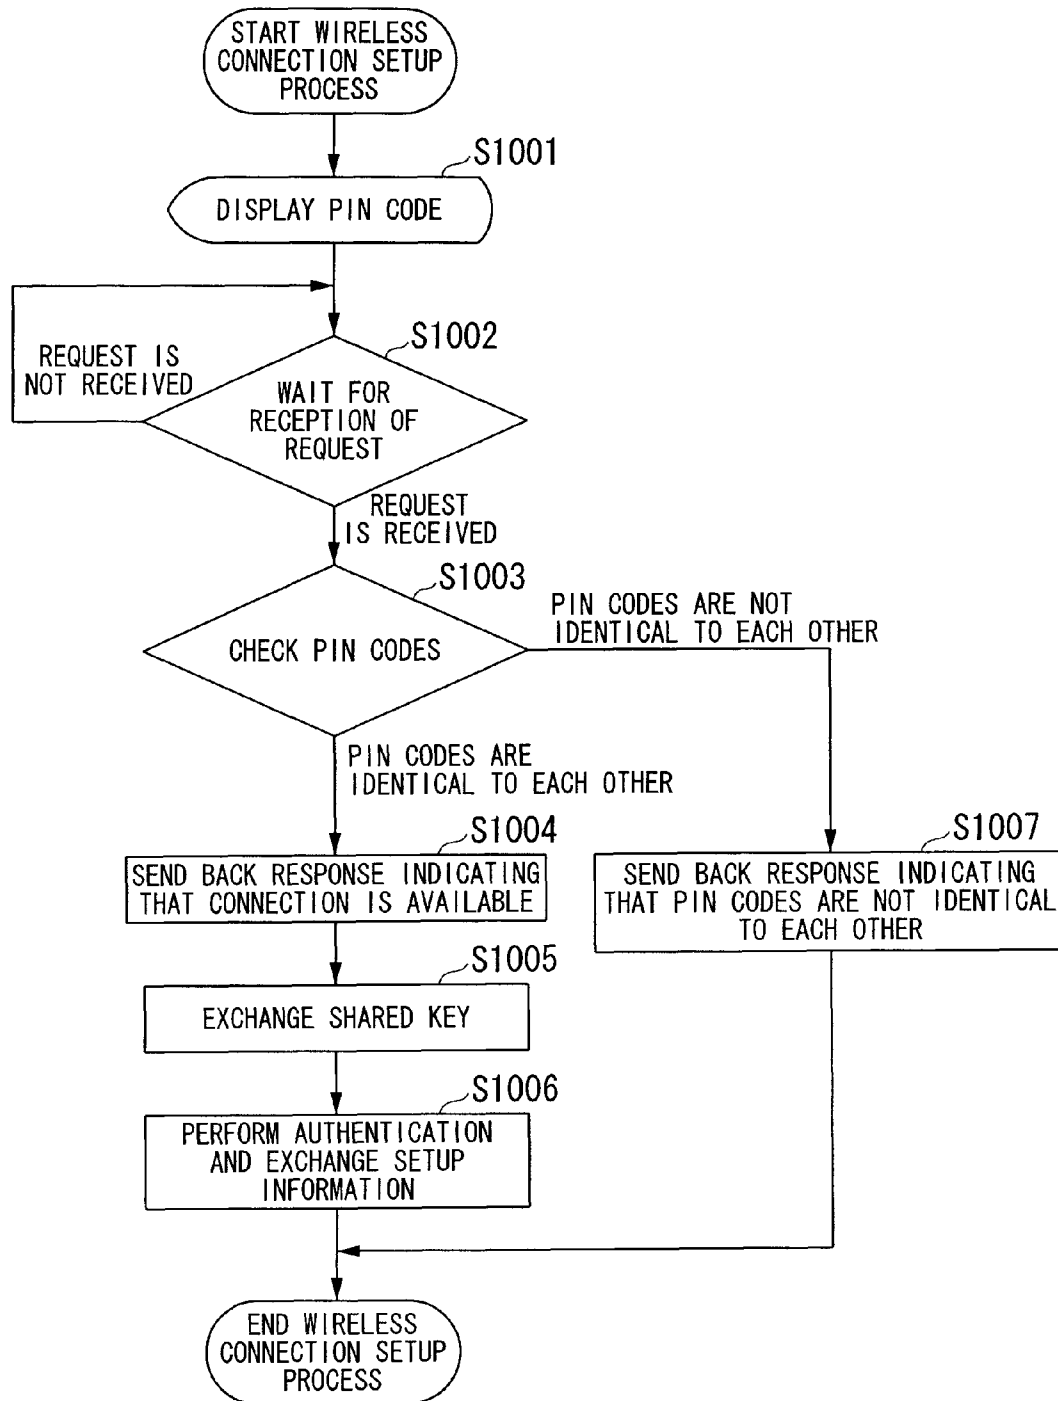 START WIRELESS
CONNECTION SETUP
PROCESS
S1001
DISPLAY PIN CODE
S1002
REQUEST IS
NOT RECEIVED
WAIT FOR
RECEPTION OF
REQUEST
REQUEST
IS RECEIVED
S1003
PIN CODES ARE NOT
IDENTICAL TO EACH OTHER
CHECK PIN CODES
PIN CODES ARE
IDENTICAL TO EACH OTHER
S1004
SEND BACK RESPONSE INDICATING
THAT CONNECTION IS AVAILABLE
S1007
SEND BACK RESPONSE INDICATING
THAT PIN CODES ARE NOT IDENTICAL
TO EACH OTHER
S1005
EXCHANGE SHARED KEY
S1006
PERFORM AUTHENTICATION
AND EXCHANGE SETUP
INFORMATION
END WIRELESS
CONNECTION SETUP
PROCESS